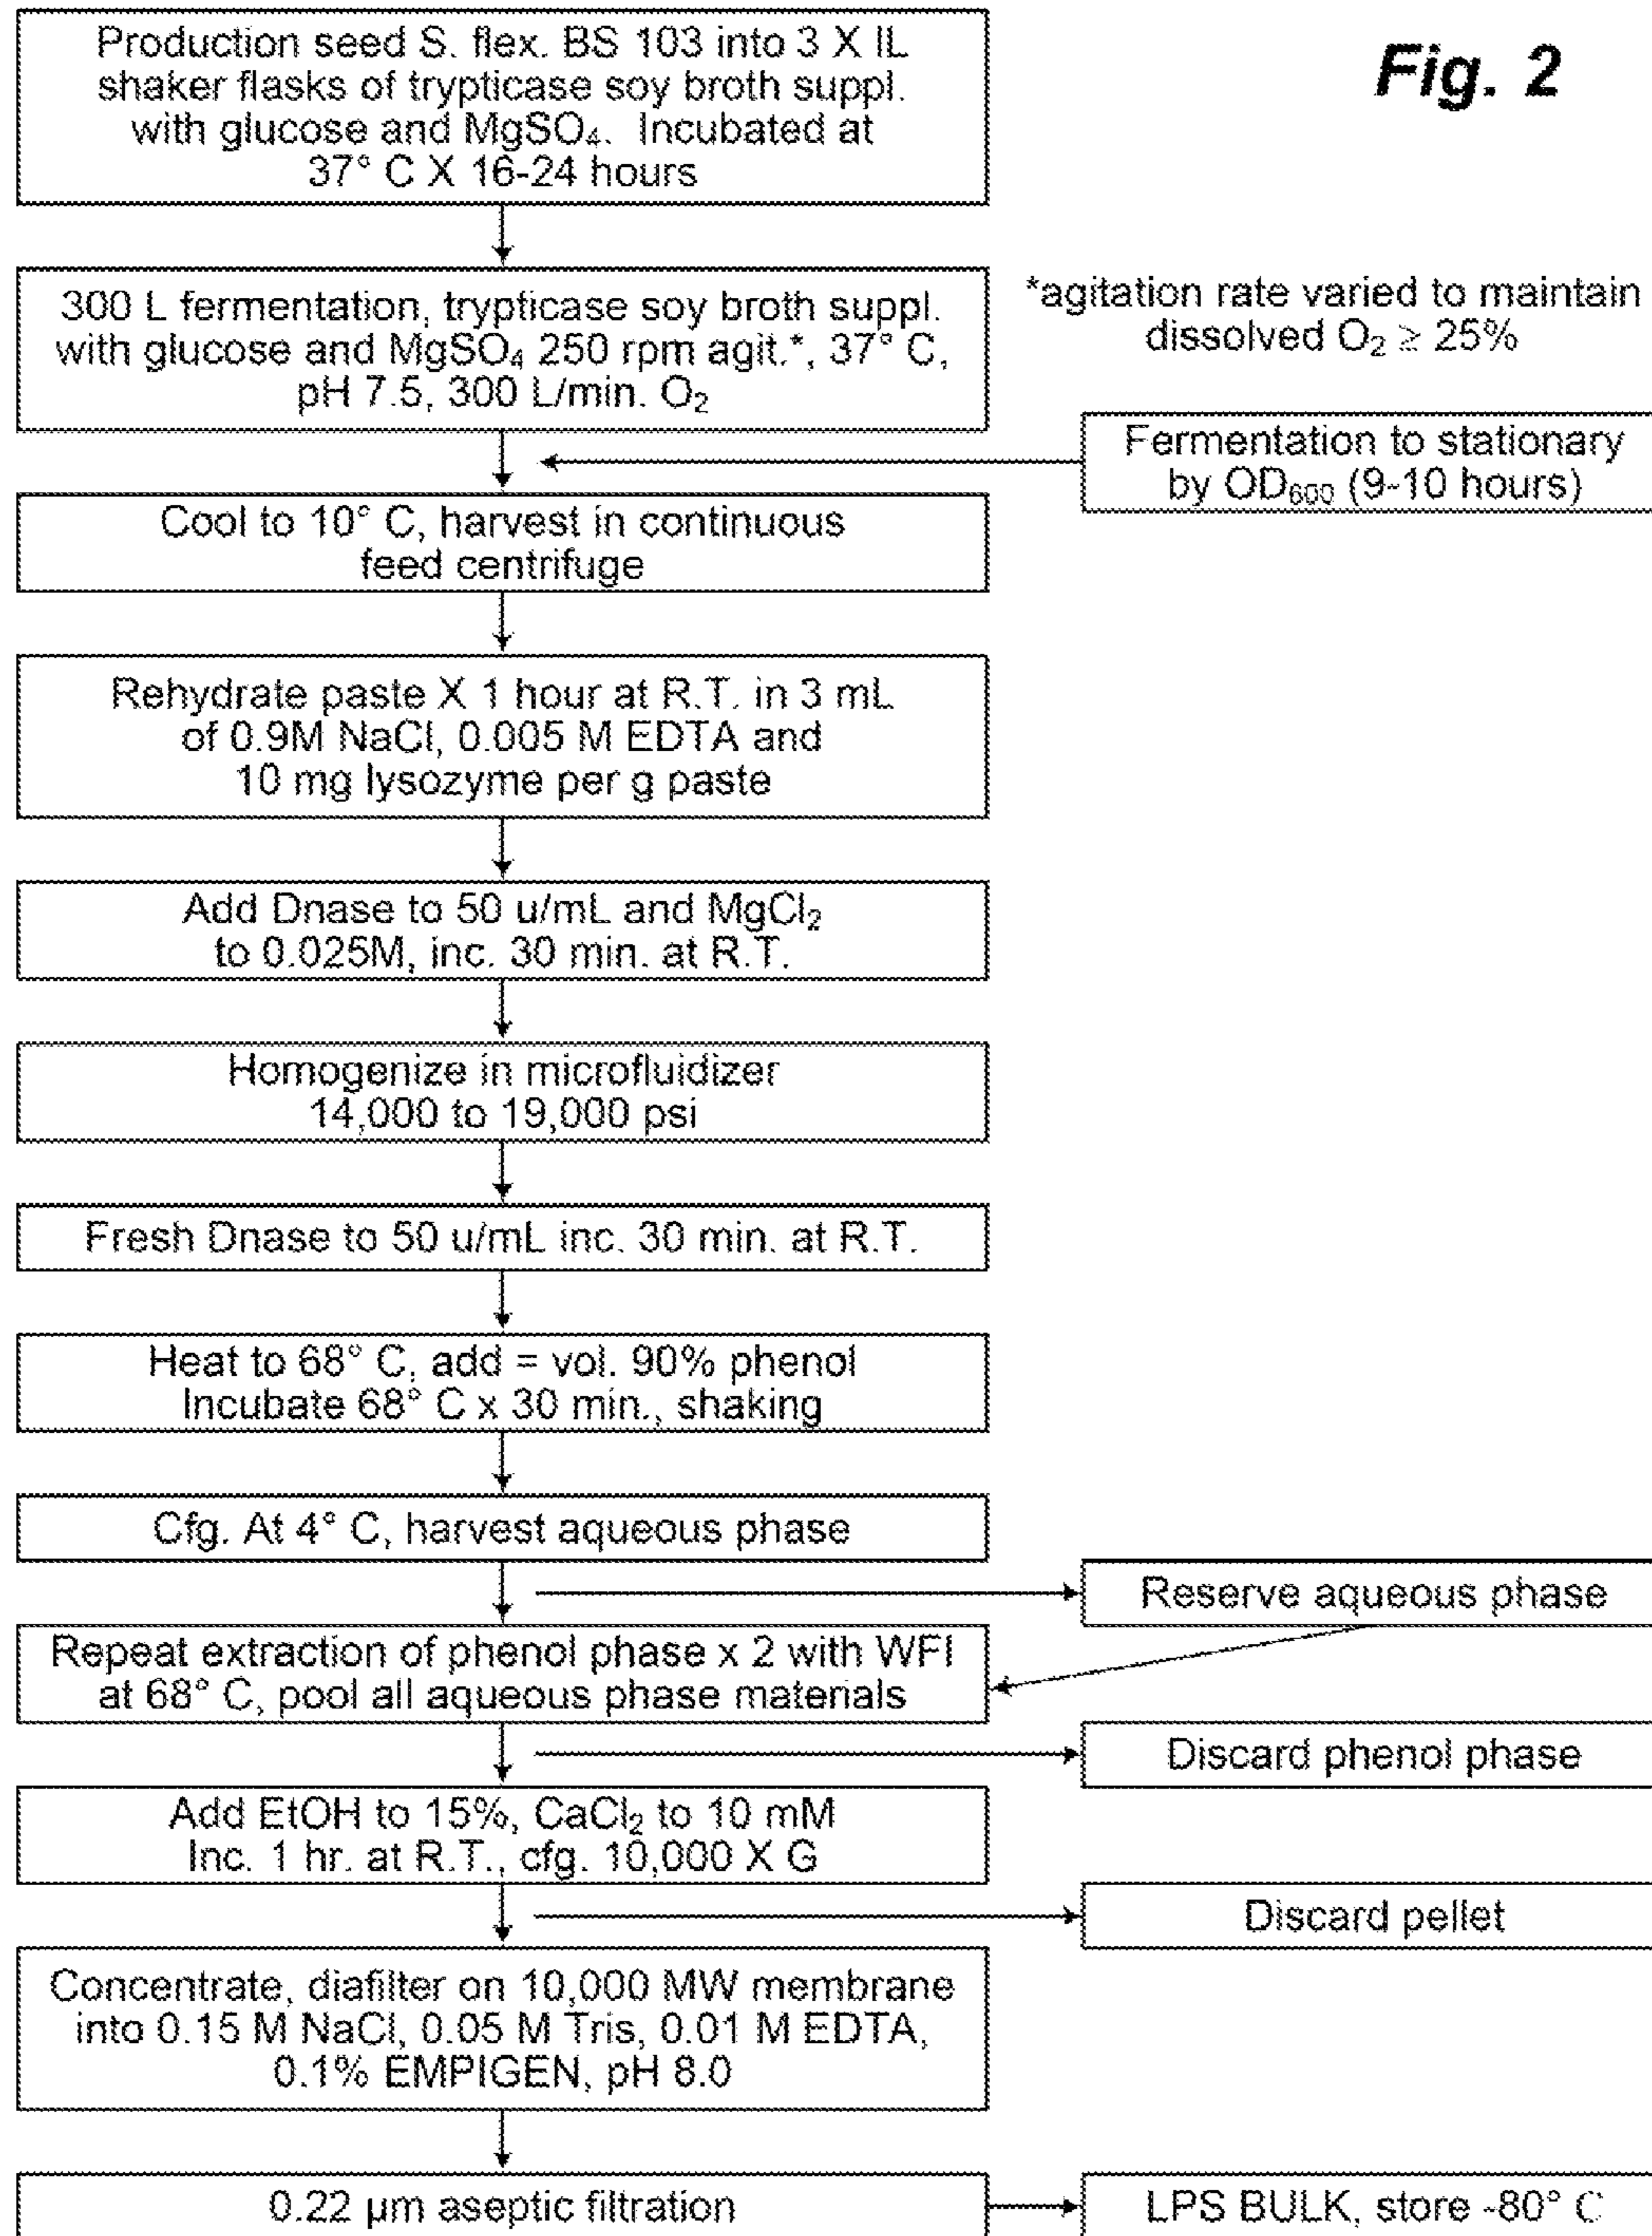 Fig. 2
Production seed S. flex. BS 103 into 3 X IL
shaker flasks of trypticase soy broth suppl.
with glucose and MgSO₄. Incubated at
37° C X 16-24 hours
300 L fermentation, trypticase soy broth suppl.
with glucose and MgSO₄ 250 rpm agit.*, 37° C,
pH 7.5, 300 L/min. O₂
*agitation rate varied to maintain
dissolved O₂ ≥ 25%
Fermentation to stationary
by OD₆₀₀ (9-10 hours)
Cool to 10° C, harvest in continuous
feed centrifuge
Rehydrate paste X 1 hour at R.T. in 3 mL
of 0.9M NaCl, 0.005 M EDTA and
10 mg lysozyme per g paste
Add Dnase to 50 u/mL and MgCl₂
to 0.025M, inc. 30 min. at R.T.
Homogenize in microfluidizer
14,000 to 19,000 psi
Fresh Dnase to 50 u/mL inc. 30 min. at R.T.
Heat to 68° C, add = vol. 90% phenol
Incubate 68° C x 30 min., shaking
Cfg. At 4° C, harvest aqueous phase
Reserve aqueous phase
Repeat extraction of phenol phase x 2 with WFI
at 68° C, pool all aqueous phase materials
Discard phenol phase
Add EtOH to 15%, CaCl₂ to 10 mM
Inc. 1 hr. at R.T., cfg. 10,000 X G
Discard pellet
Concentrate, diafilter on 10,000 MW membrane
into 0.15 M NaCl, 0.05 M Tris, 0.01 M EDTA,
0.1% EMPIGEN, pH 8.0
0.22 µm aseptic filtration
LPS BULK, store -80° C